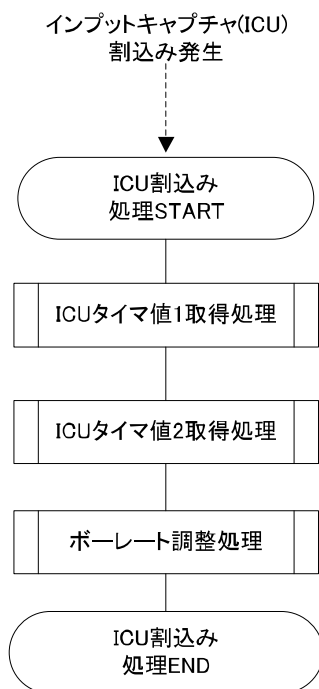 インプットキャプチャ(ICU)
割込み発生
ICU割込み
処理START
ICUタイマ値1取得処理
ICUタイマ値2取得処理
ボーレート調整処理
ICU割込み
処理END